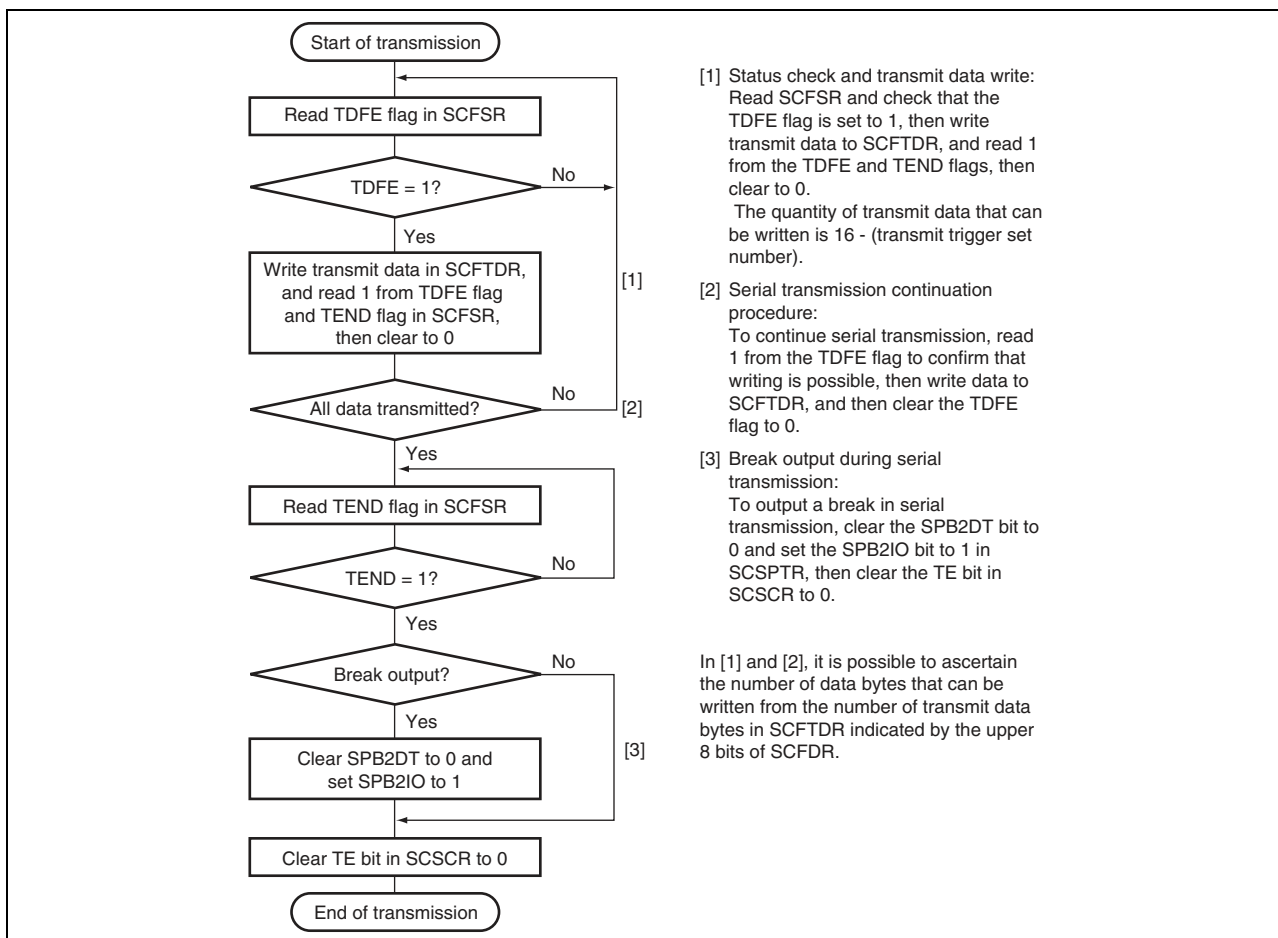 Start of transmission
Read TDFE flag in SCFSR
TDFE = 1?
No
Yes
Write transmit data in SCFTDR,
and read 1 from TDFE flag
and TEND flag in SCFSR,
then clear to 0
[1]
All data transmitted?
No
[2]
Yes
Read TEND flag in SCFSR
TEND = 1?
No
Yes
Break output?
No
Yes
Clear SPB2DT to 0 and
set SPB2IO to 1
[3]
Clear TE bit in SCSCR to 0
End of transmission
[1] Status check and transmit data write:
Read SCFSR and check that the
TDFE flag is set to 1, then write
transmit data to SCFTDR, and read 1
from the TDFE and TEND flags, then
clear to 0.
The quantity of transmit data that can
be written is 16 - (transmit trigger set
number).
[2] Serial transmission continuation
procedure:
To continue serial transmission, read
1 from the TDFE flag to confirm that
writing is possible, then write data to
SCFTDR, and then clear the TDFE
flag to 0.
[3] Break output during serial
transmission:
To output a break in serial
transmission, clear the SPB2DT bit to
0 and set the SPB2IO bit to 1 in
SCSPTR, then clear the TE bit in
SCSCR to 0.
In [1] and [2], it is possible to ascertain
the number of data bytes that can be
written from the number of transmit data
bytes in SCFTDR indicated by the upper
8 bits of SCFDR.